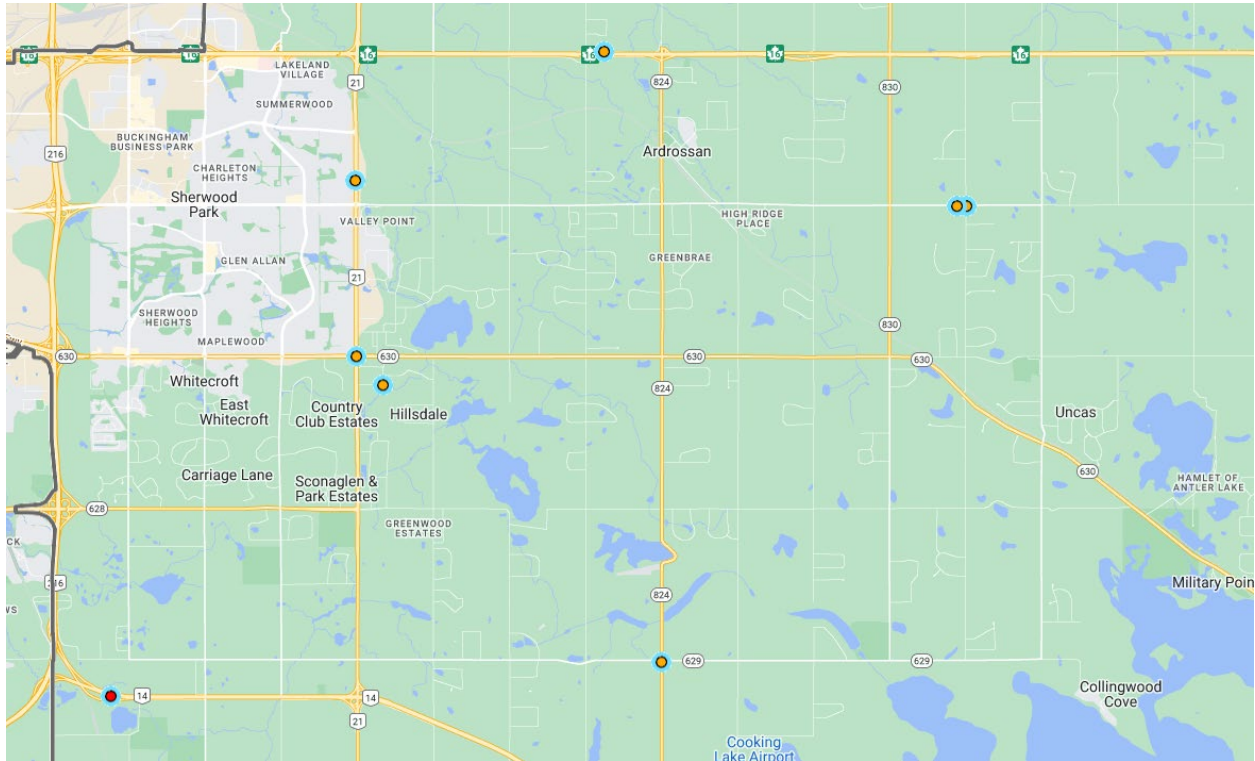 16
16
16
16
16
16
LAKELAND
VILLAGE
21
824
830
SUMMERWOOD
BUCKINGHAM
BUSINESS PARK
216
Ardrossan
CHARLETON
HEIGHTS
Sherwood
Park
VALLEY POINT
HIGH RIDGE
PLACE
GLEN ALLAN
GREENBRAE
21
SHERWOOD
HEIGHTS
830
MAPLEWOOD
630
630
630
630
Whitecroft
824
East
Whitecroft
Country
Club Estates
Hillsdale
Uncas
Carriage Lane
Sconaglen &
Park Estates
630
HAMLET OF
ANTLER LAKE
628
GREENWOOD
ESTATES
CK
216
Military Poin
WS
824
629
629
14
14
21
Collingwood
Cove
Cooking
Lake Airport